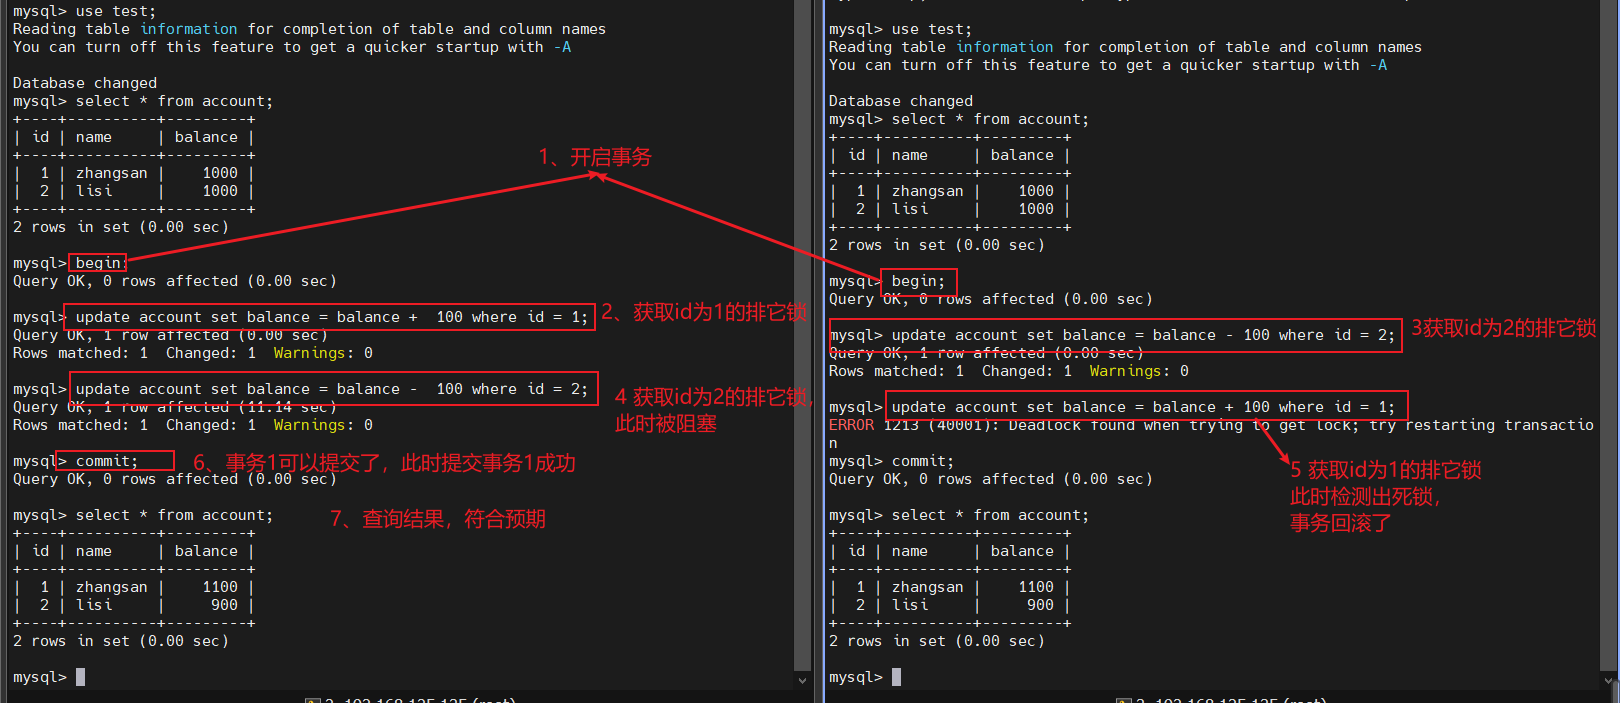 mysql> use test;
Reading table information for completion of table and column names
You can turn off this feature to get a quicker startup with -A
Database changed
mysql> select * from account;
+----+----------+---------+
| id | name     | balance |
+----+----------+---------+
|  1 | zhangsan |    1000 |
|  2 | lisi     |    1000 |
+----+----------+---------+
2 rows in set (0.00 sec)
mysql> begin;
Query OK, 0 rows affected (0.00 sec)
mysql> update account set balance = balance +  100 where id = 1;
Query OK, 1 row affected (0.00 sec)
Rows matched: 1  Changed: 1  Warnings: 0
mysql> update account set balance = balance -  100 where id = 2;
Query OK, 1 row affected (11.14 sec)
Rows matched: 1  Changed: 1  Warnings: 0
mysql> commit;
Query OK, 0 rows affected (0.00 sec)
mysql> select * from account;
+----+----------+---------+
| id | name     | balance |
+----+----------+---------+
|  1 | zhangsan |    1100 |
|  2 | lisi     |     900 |
+----+----------+---------+
2 rows in set (0.00 sec)
mysql>
1、开启事务
2、获取id为1的排它锁
4 获取id为2的排它锁，
此时被阻塞
6、事务1可以提交了，此时提交事务1成功
7、查询结果，符合预期
mysql> use test;
Reading table information for completion of table and column names
You can turn off this feature to get a quicker startup with -A
Database changed
mysql> select * from account;
+----+----------+---------+
| id | name     | balance |
+----+----------+---------+
|  1 | zhangsan |    1000 |
|  2 | lisi     |    1000 |
+----+----------+---------+
2 rows in set (0.00 sec)
mysql> begin;
Query OK, 0 rows affected (0.00 sec)
mysql> update account set balance = balance - 100 where id = 2;
Query OK, 1 row affected (0.00 sec)
Rows matched: 1  Changed: 1  Warnings: 0
mysql> update account set balance = balance + 100 where id = 1;
ERROR 1213 (40001): Deadlock found when trying to get lock; try restarting transactio
n
mysql> commit;
Query OK, 0 rows affected (0.00 sec)
mysql> select * from account;
+----+----------+---------+
| id | name     | balance |
+----+----------+---------+
|  1 | zhangsan |    1100 |
|  2 | lisi     |     900 |
+----+----------+---------+
2 rows in set (0.00 sec)
mysql>
3获取id为2的排它锁
5 获取id为1的排它锁
此时检测出死锁，
事务回滚了